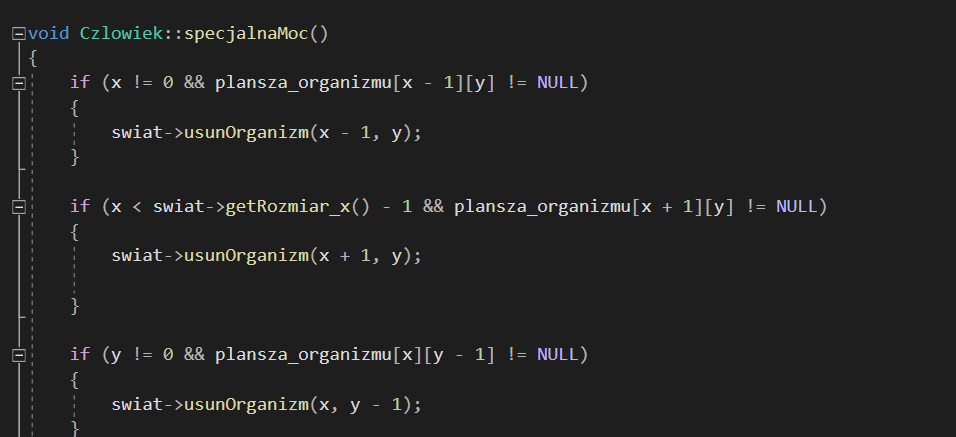 void Czlowiek::specjalnaMoc()
{
if (x != 0 && plansza_organizmu[x - 1][y] != NULL)
{
swiat->usunOrganizm(x - 1, y);
}
if (x < swiat->getRozmiar_x() - 1 && plansza_organizmu[x + 1][y] != NULL)
{
swiat->usunOrganizm(x + 1, y);
}
if (y != 0 && plansza_organizmu[x][y - 1] != NULL)
{
swiat->usunOrganizm(x, y - 1);
}